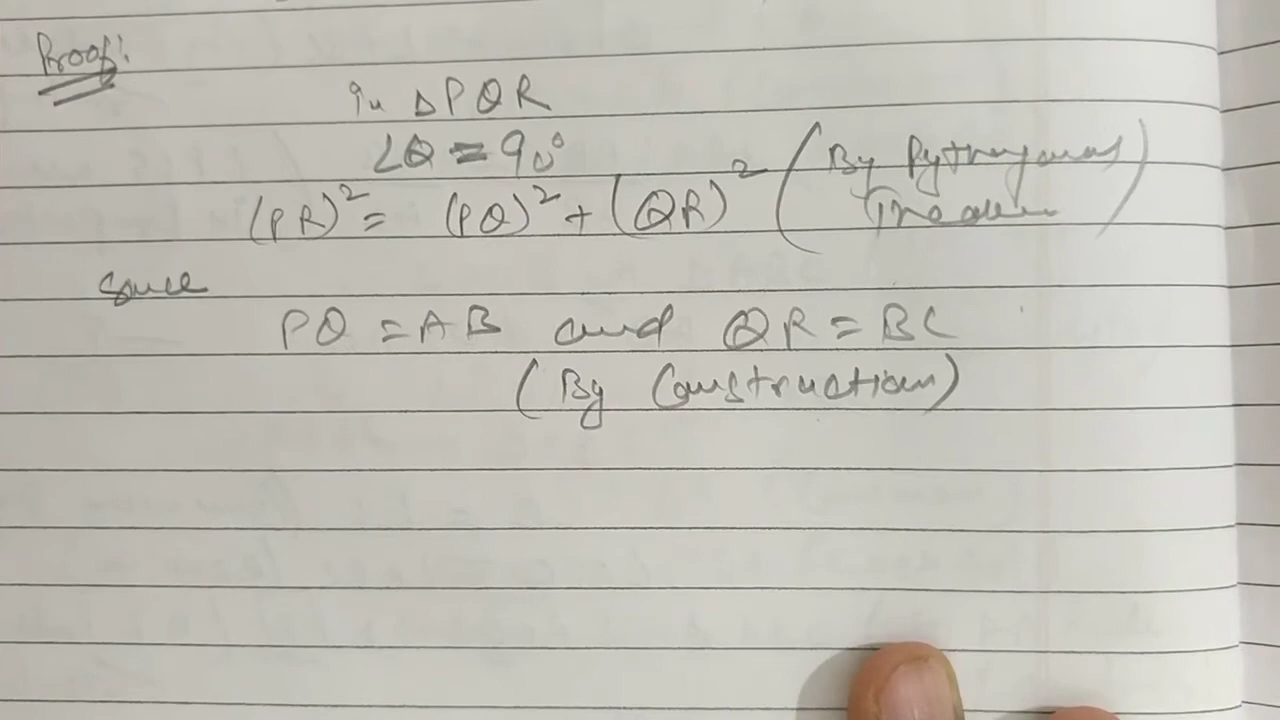 Proof:
in ΔPQR
∠Q = 90°
(PR)² = (PQ)² + (QR)² (By Pythagoras Theorem)
Since
PQ = AB and QR = BC
(By Construction)